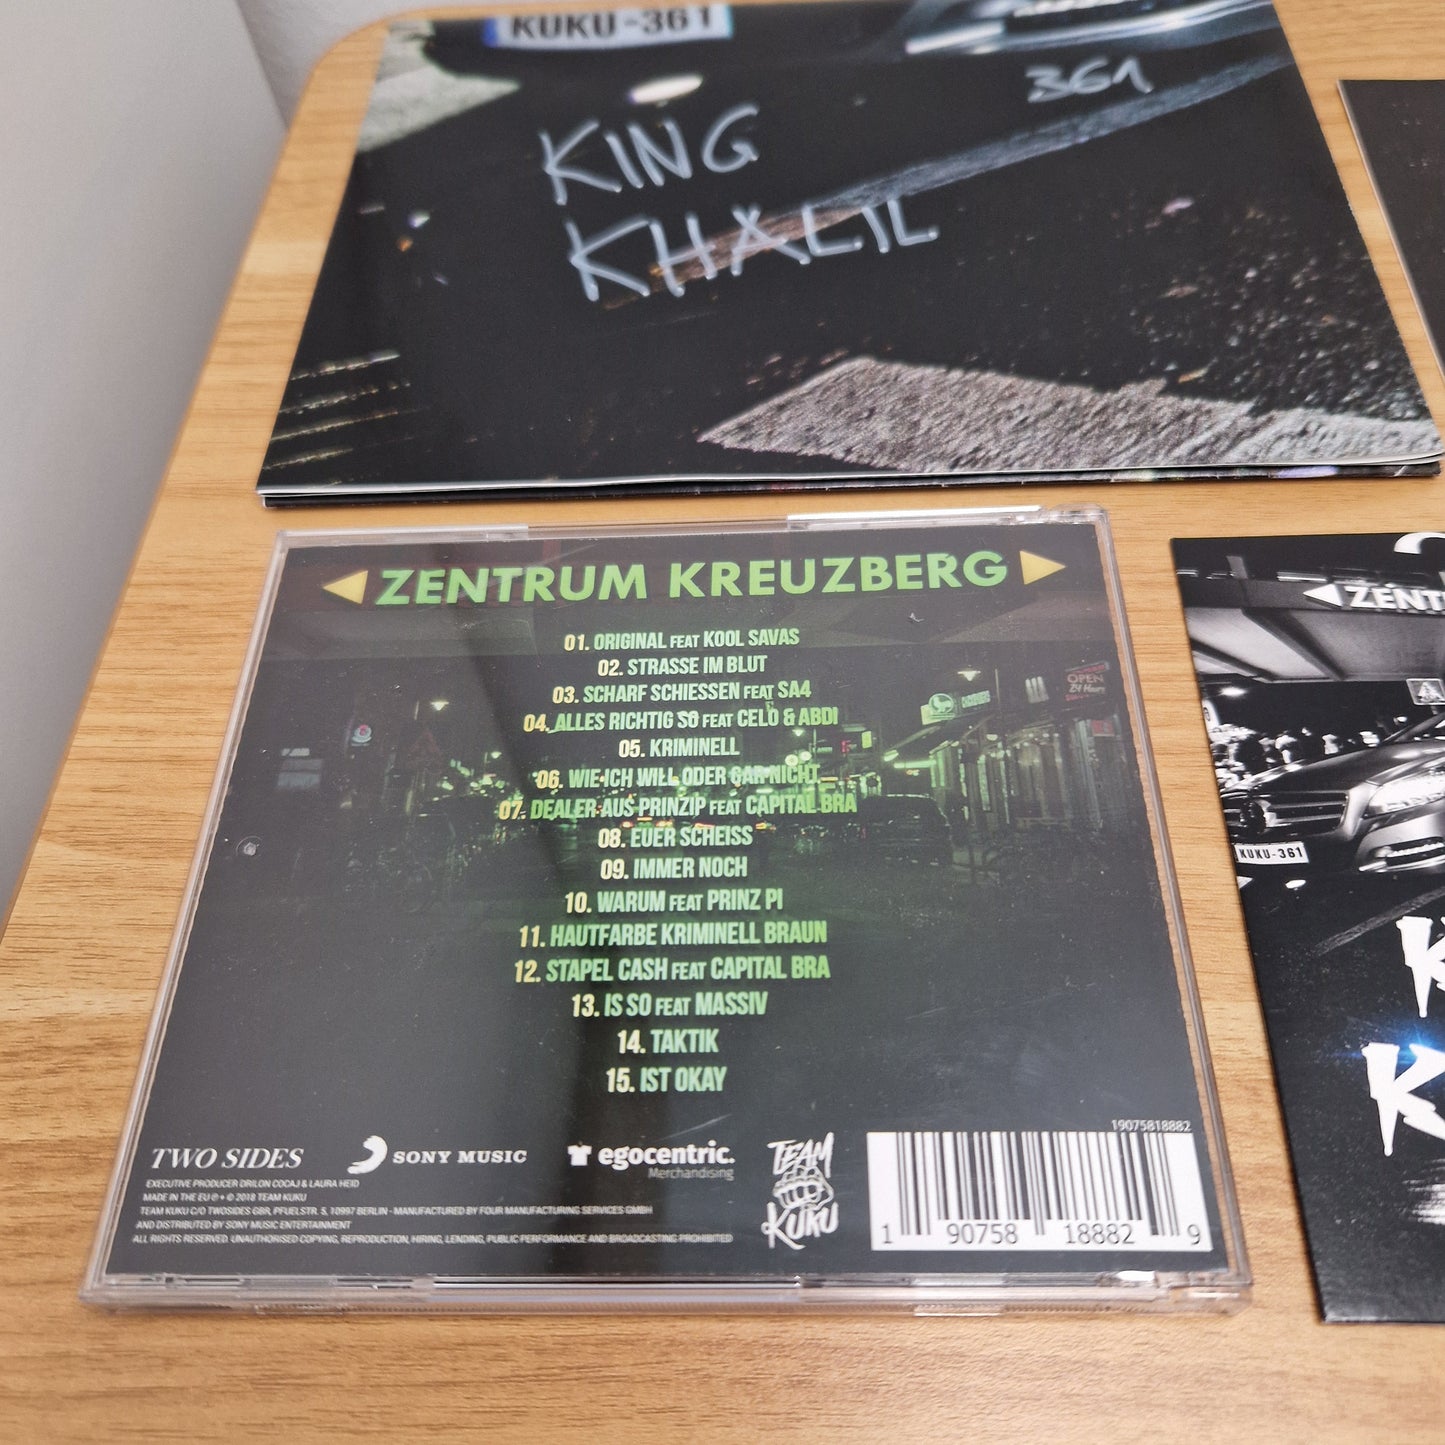 KUKU-361
361
KING
KHALIL
ZENTRUM KREUZBERG
01. ORIGINAL FEAT KOOL SAVAS
02. STRASSE IM BLUT
03. SCHARF SCHIESSEN FEAT SA4
04. ALLES RICHTIG SO FEAT CELO & ABDI
05. KRIMINELL
06. WIE ICH WILL ODER GAR NICHT
07. DEALER AUS PRINZIP FEAT CAPITAL BRA
08. EUER SCHEISS
09. IMMER NOCH
10. WARUM FEAT PRINZ PI
11. HAUTFARBE KRIMINELL BRAUN
12. STAPEL CASH FEAT CAPITAL BRA
13. IS SO FEAT MASSIV
14. TAKTIK
15. IST OKAY
OPEN
24 Hours
19075818882
TWO SIDES
SONY MUSIC
egocentric.
Merchandising
TEAM
KUKU
EXECUTIVE PRODUCER DRILON COCAJ & LAURA HEID
MADE IN THE EU ℗ + © 2018 TEAM KUKU
TEAM KUKU C/O TWOSIDES GBR, PFUELSTR. 5, 10997 BERLIN - MANUFACTURED BY FOUR MANUFACTURING SERVICES GMBH
AND DISTRIBUTED BY SONY MUSIC ENTERTAINMENT
ALL RIGHTS RESERVED. UNAUTHORISED COPYING, REPRODUCTION, HIRING, LENDING, PUBLIC PERFORMANCE AND BROADCASTING PROHIBITED
1 90758 18882 9
ZENT
KUKU-361
K
K